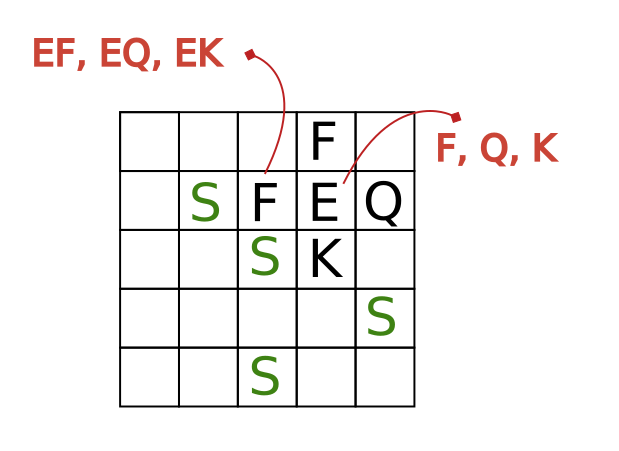 EF, EQ, EK
F
F, Q, K
S F E Q
S K
S
S